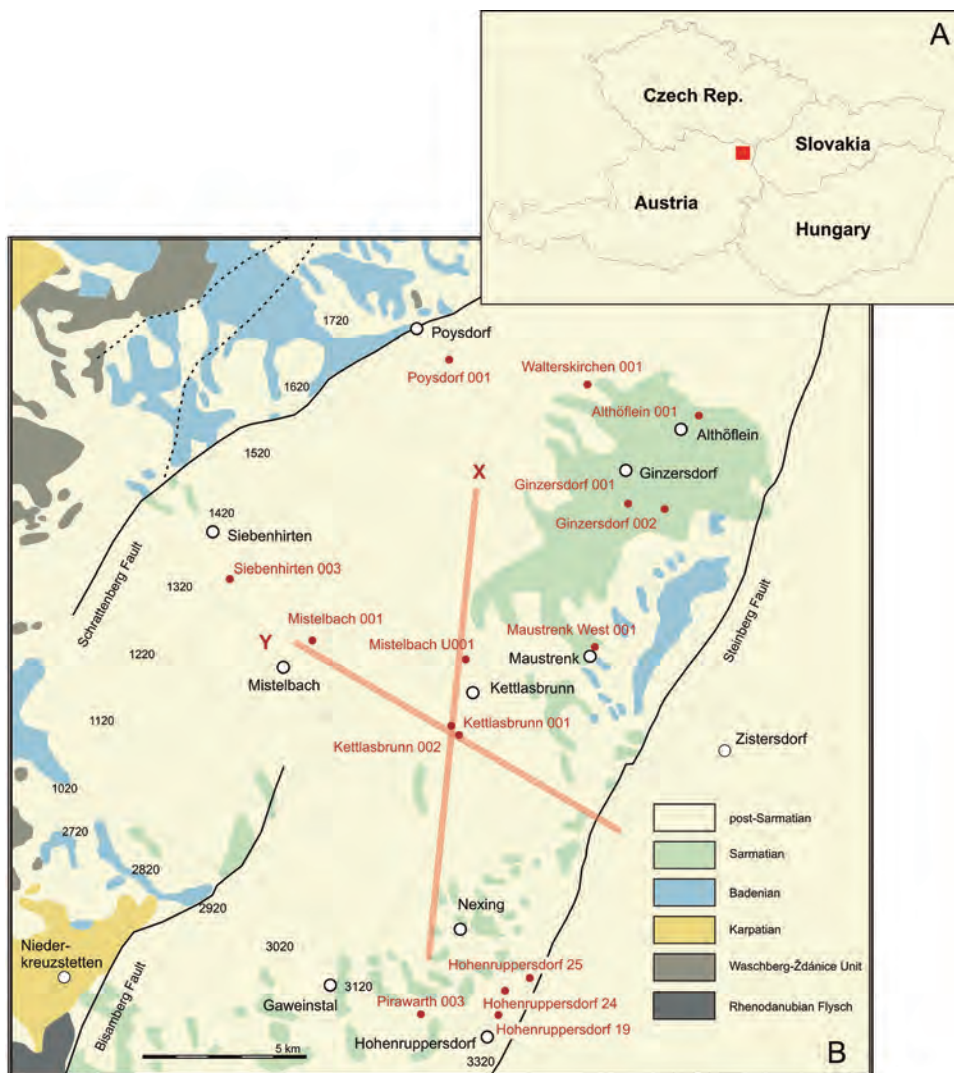 A
Czech Rep.
Slovakia
Austria
Hungary
1720
Poysdorf
Poysdorf 001
Walterskirchen 001
1620
Althöflein 001
Althöflein
1520
X
Ginzersdorf
Ginzersdorf 001
Ginzersdorf 002
1420
Siebenhirten
Siebenhirten 003
1320
Schrattenberg Fault
Steinberg Fault
Mistelbach 001
Maustrenk West 001
Y
Mistelbach U001
Maustrenk
1220
Mistelbach
Kettlasbrunn
1120
Kettlasbrunn 001
Kettlasbrunn 002
Zistersdorf
1020
2720
2820
2920
post-Sarmatian
Sarmatian
Badenian
Karpatian
Waschberg-Ždánice Unit
Rhenodanubian Flysch
Nexing
Nieder-
kreuzstetten
3020
Hohenruppersdorf 25
3120
Gaweinstal
Pirawarth 003
Hohenruppersdorf 24
Hohenruppersdorf 19
Bisamberg Fault
5 km
Hohenruppersdorf
3320
B